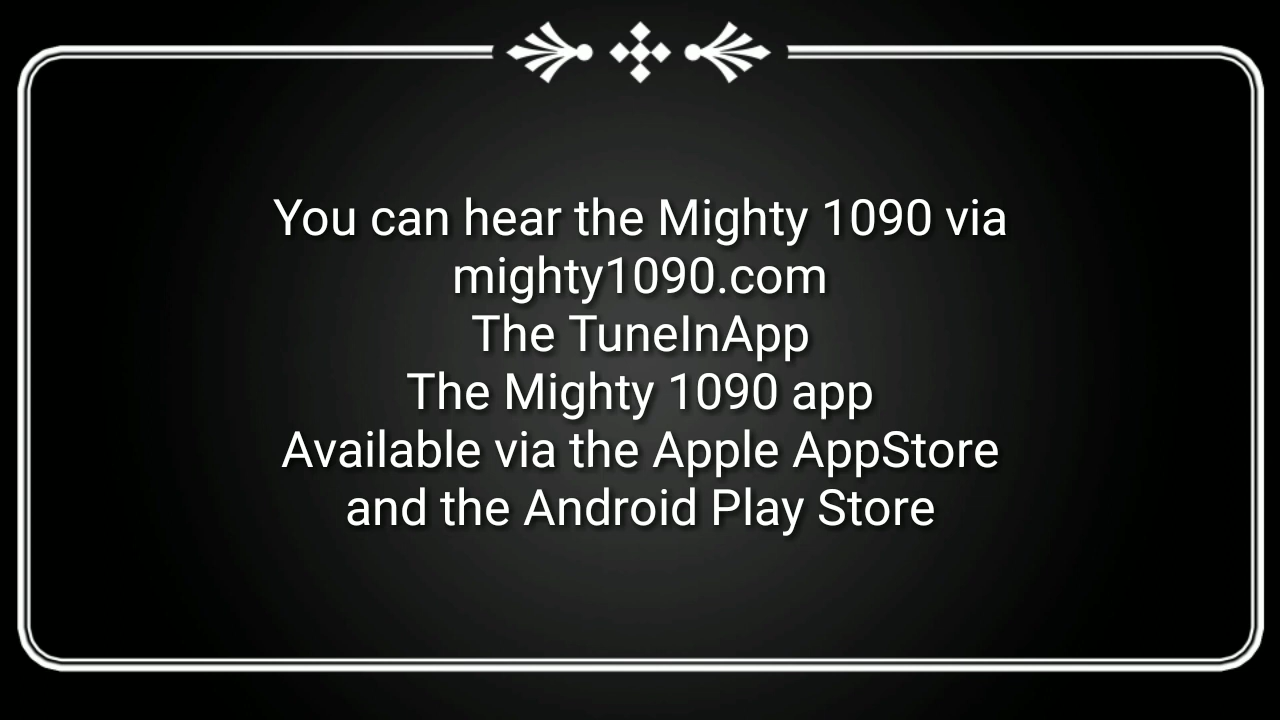 You can hear the Mighty 1090 via
mighty1090.com
The TuneInApp
The Mighty 1090 app
Available via the Apple AppStore
and the Android Play Store